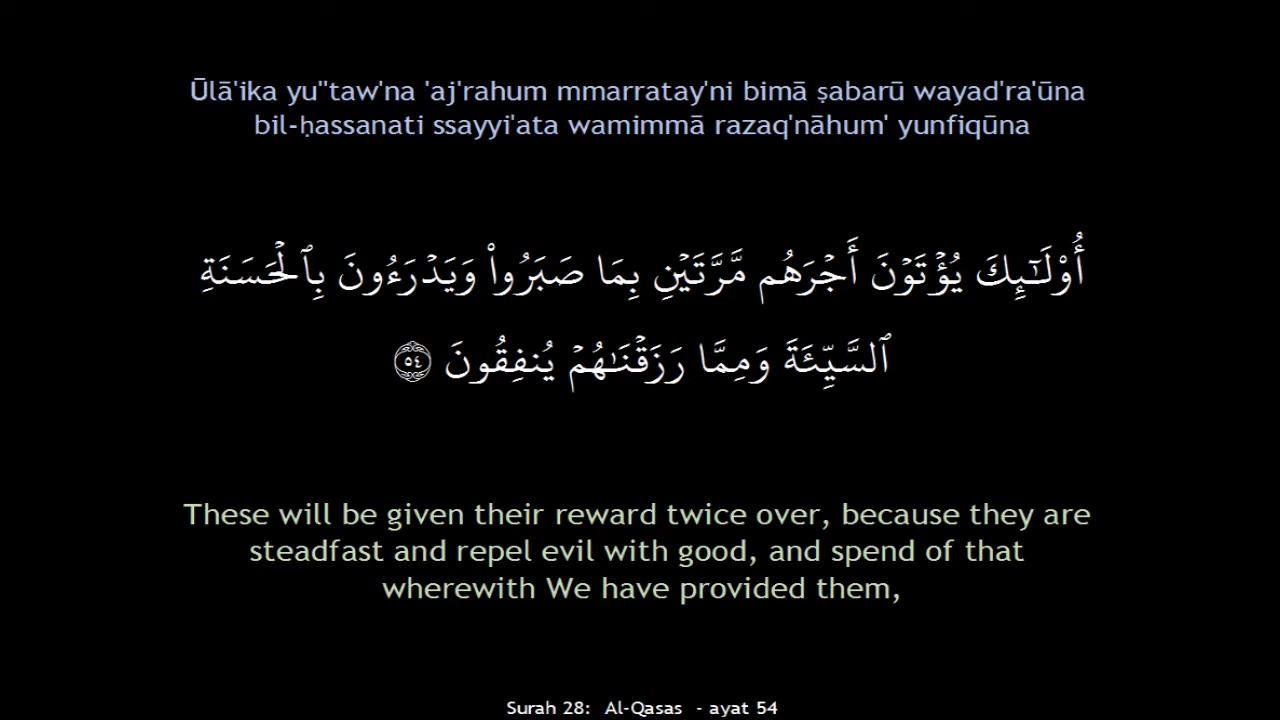 Ūlā'ika yu''taw'na 'aj'rahum mmarratay'ni bimā ṣabarū wayad'ra'ūna
bil-ḥassanati ssayyi'ata wamimmā razaq'nāhum' yunfiqūna
أُوْلَـٰٓئِكَ يُؤۡتَوۡنَ أَجۡرَهُم مَّرَّتَيۡنِ بِمَا صَبَرُواْ وَيَدۡرَءُونَ بِٱلۡحَسَنَةِ
ٱلسَّيِّئَةَ وَمِمَّا رَزَقۡنَـٰهُمۡ يُنفِقُونَ ٥٤
These will be given their reward twice over, because they are
steadfast and repel evil with good, and spend of that
wherewith We have provided them,
Surah 28: Al-Qasas - ayat 54